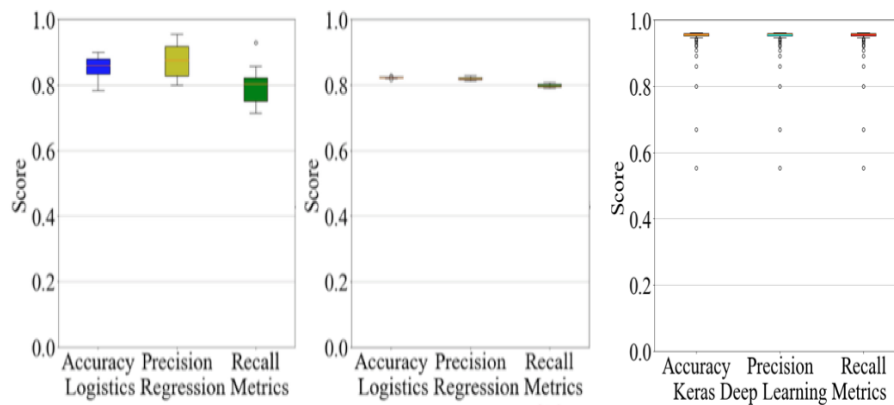 1.0
0.8
0.6
0.4
0.2
0.0
Score
Accuracy Precision Recall
Logistics Regression Metrics
1.0
0.8
0.6
0.4
0.2
0.0
Score
Accuracy Precision Recall
Logistics Regression Metrics
1.0
0.8
0.6
0.4
0.2
0.0
Score
Accuracy Precision Recall
Keras Deep Learning Metrics